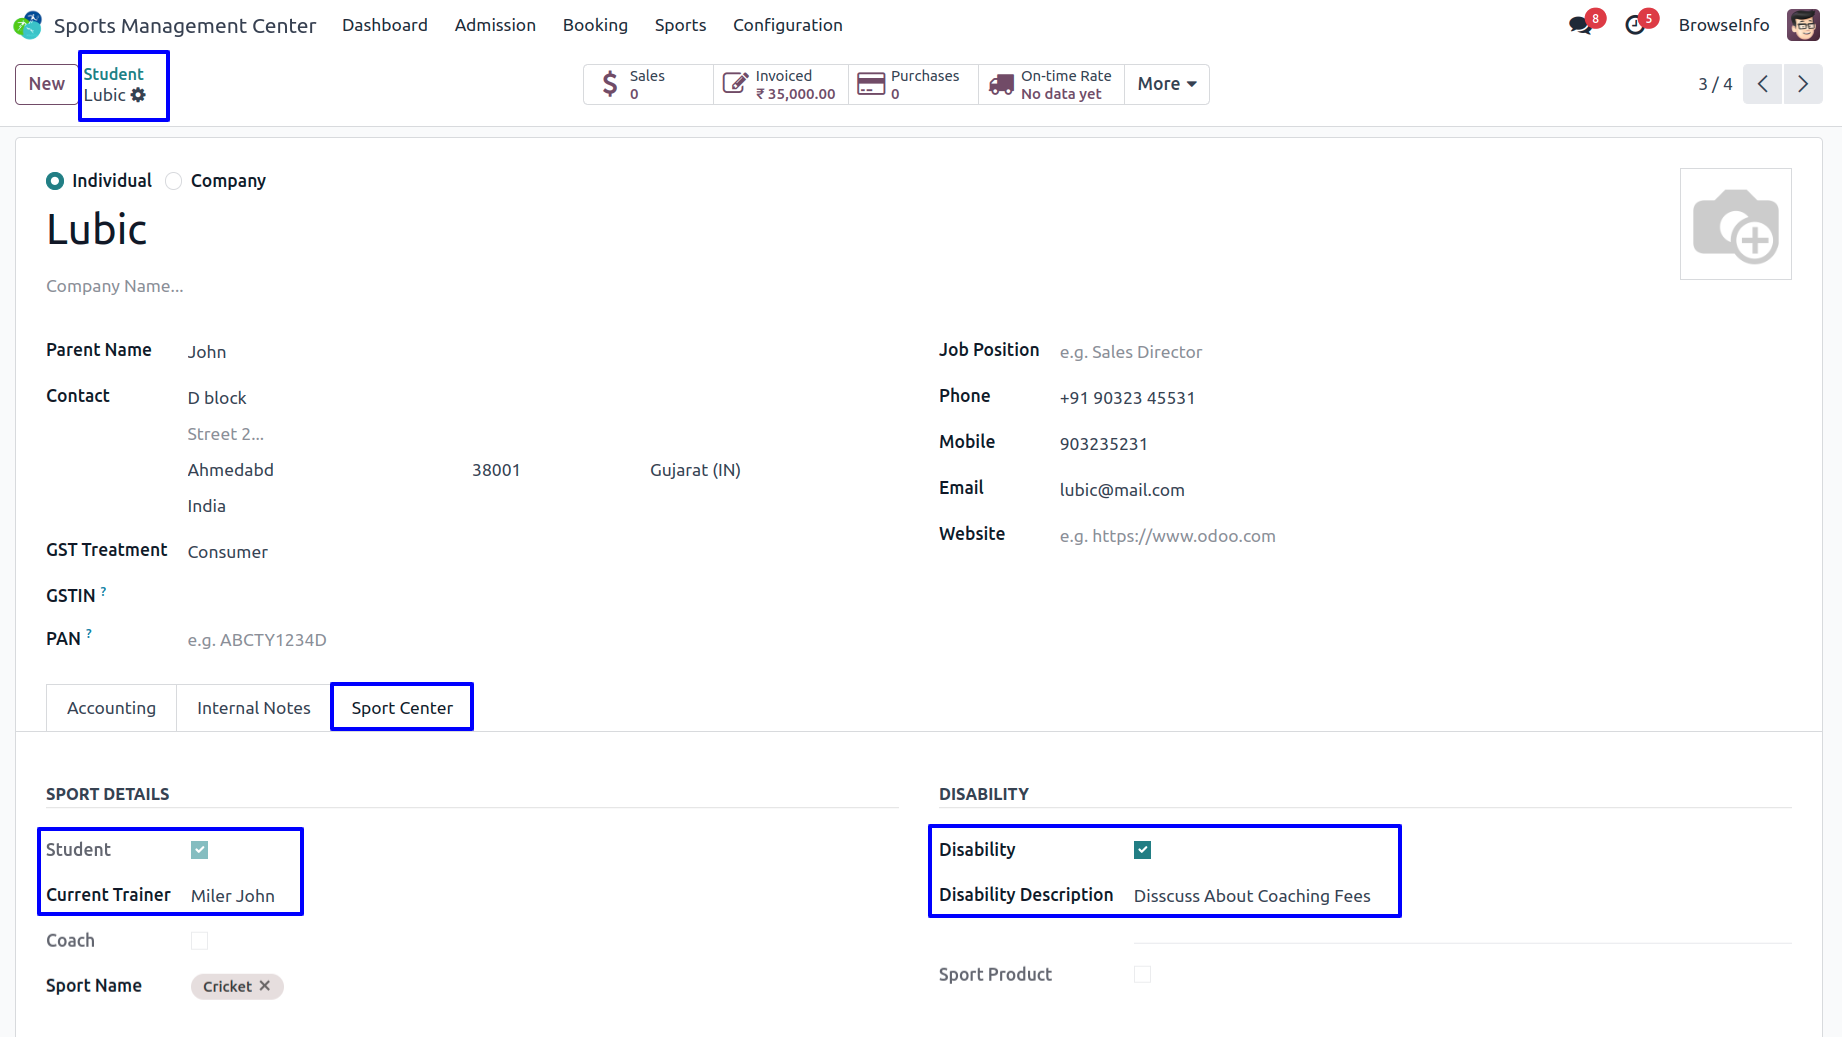 Sports Management Center Dashboard Admission Booking Sports Configuration 8 5 BrowseInfo
New Student Lubic
Sales 0
Invoiced ₹ 35,000.00
Purchases 0
On-time Rate No data yet
More
3 / 4
Individual Company
Lubic
Company Name...
Parent Name John
Contact D block
Street 2...
Ahmedabd 38001 Gujarat (IN)
India
GST Treatment Consumer
GSTIN ?
PAN ? e.g. ABCTY1234D
Job Position e.g. Sales Director
Phone +91 90323 45531
Mobile 903235231
Email lubic@mail.com
Website e.g. https://www.odoo.com
Accounting Internal Notes Sport Center
SPORT DETAILS
Student
Current Trainer Miler John
Coach
Sport Name Cricket ✕
DISABILITY
Disability
Disability Description Disscuss About Coaching Fees
Sport Product